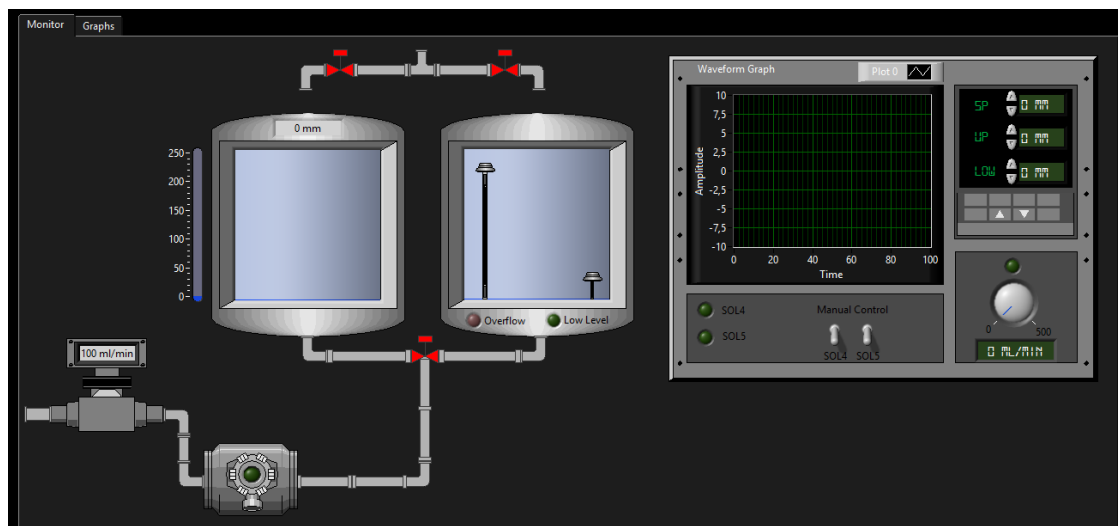 Monitor
Graphs
0 mm
250
200
150
100
50
0
Overflow
Low Level
100 ml/min
Waveform Graph
Plot 0
Amplitude
10
7,5
5
2,5
0
-2,5
-5
-7,5
-10
0 20 40 60 80 100
Time
SP 0 MM
UP 0 MM
LOW 0 MM
SOL4
SOL5
Manual Control
SOL4 SOL5
0 500
0 ML/MIN